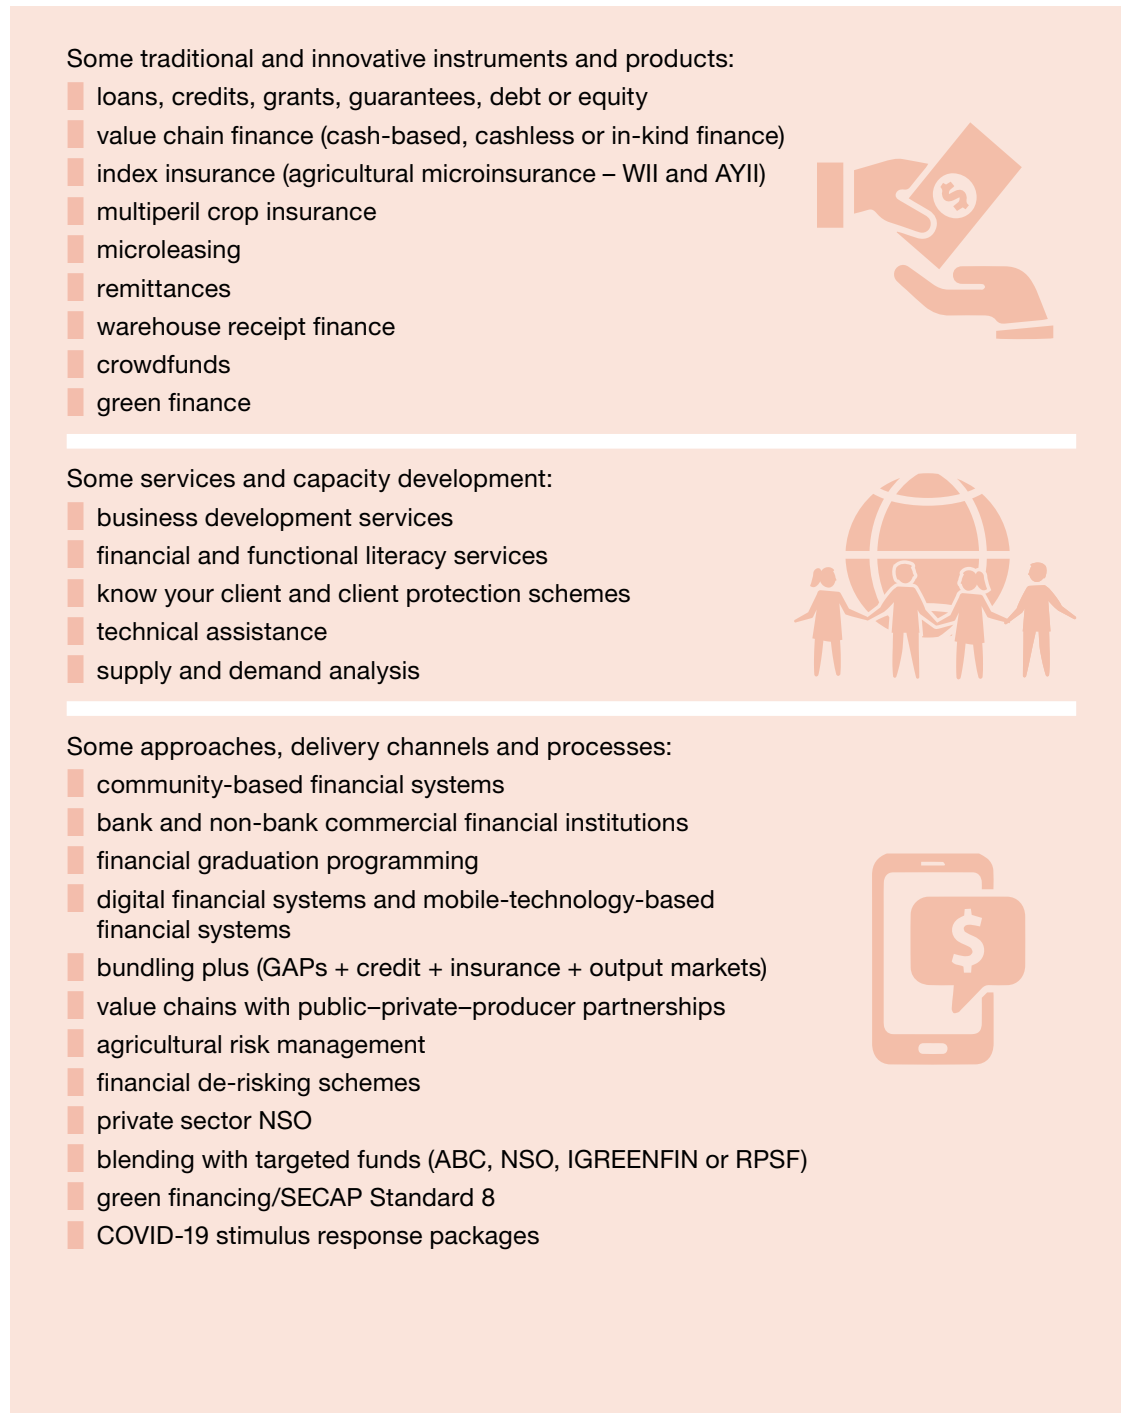 Some traditional and innovative instruments and products:
loans, credits, grants, guarantees, debt or equity
value chain finance (cash-based, cashless or in-kind finance)
index insurance (agricultural microinsurance – WII and AYII)
multiperil crop insurance
microleasing
remittances
warehouse receipt finance
crowdfunds
green finance
Some services and capacity development:
business development services
financial and functional literacy services
know your client and client protection schemes
technical assistance
supply and demand analysis
Some approaches, delivery channels and processes:
community-based financial systems
bank and non-bank commercial financial institutions
financial graduation programming
digital financial systems and mobile-technology-based
financial systems
bundling plus (GAPs + credit + insurance + output markets)
value chains with public–private–producer partnerships
agricultural risk management
financial de-risking schemes
private sector NSO
blending with targeted funds (ABC, NSO, IGREENFIN or RPSF)
green financing/SECAP Standard 8
COVID-19 stimulus response packages
$
$